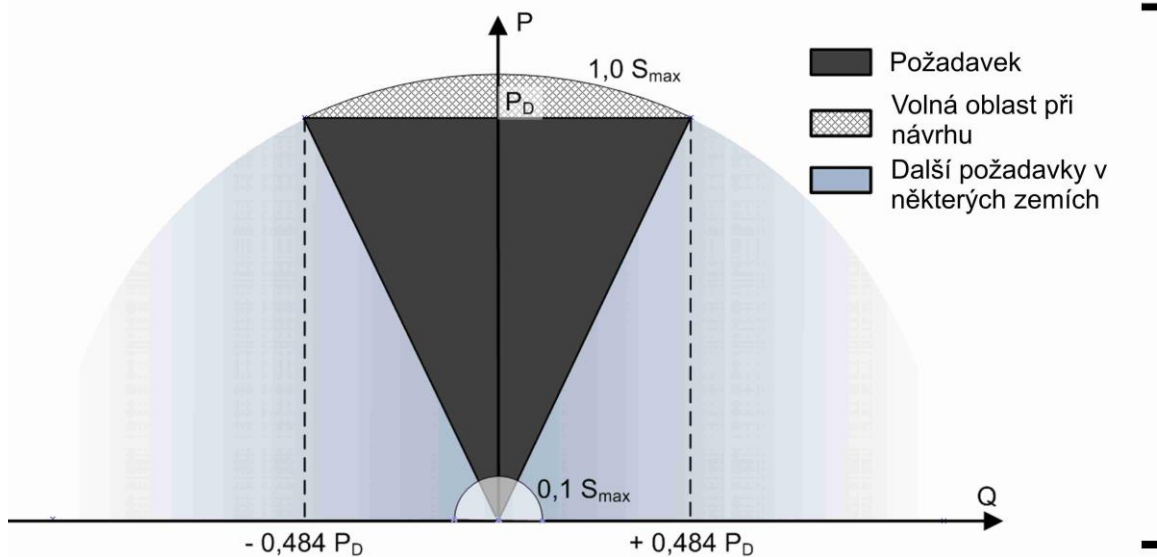 P
1,0 S_max
P_D
Požadavek
Volná oblast při
návrhu
Další požadavky v
některých zemích
0,1 S_max
Q
- 0,484 P_D
+ 0,484 P_D